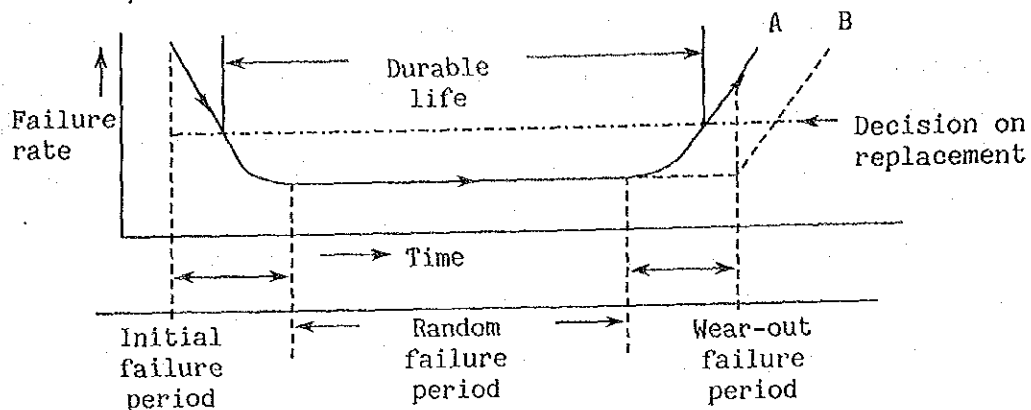 A B
Durable
life
Failure
rate
Decision on
replacement
Time
Initial
failure
period
Random
failure
period
Wear-out
failure
period